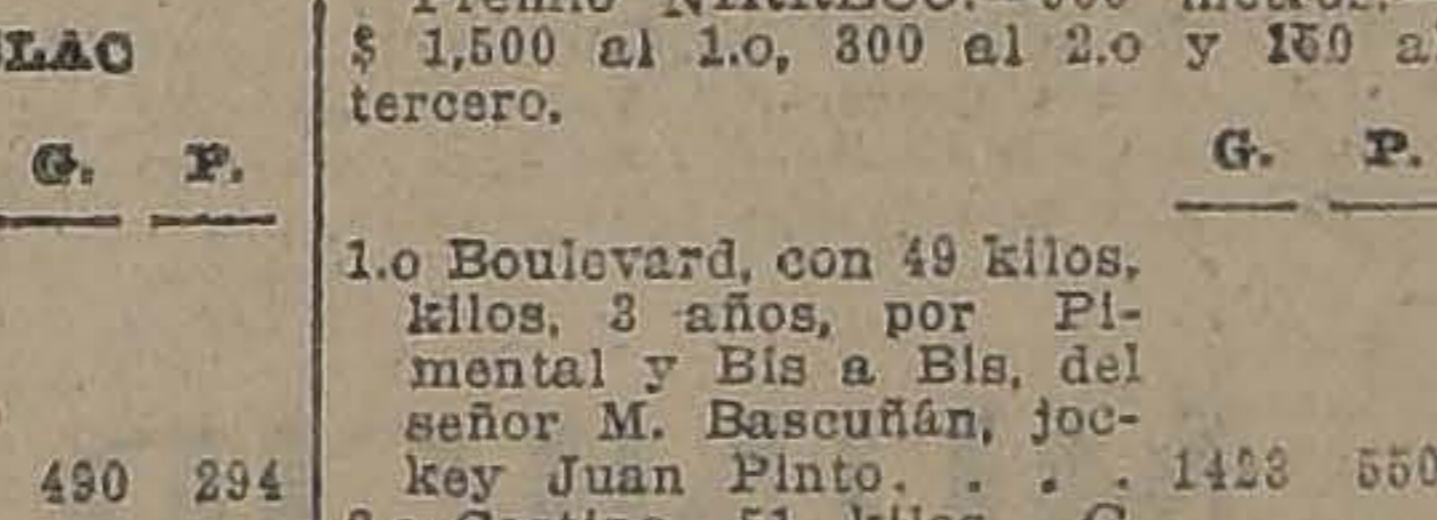 G. P.
490 294
$ 1,500 al 1.o, 300 al 2.o y 150 al
tercero.
G. P.
1.o Boulevard, con 49 kilos,
kilos, 3 años, por Pi-
mental y Bis a Bis, del
señor M. Bascuñán, joc-
key Juan Pinto. . . . 1423 550